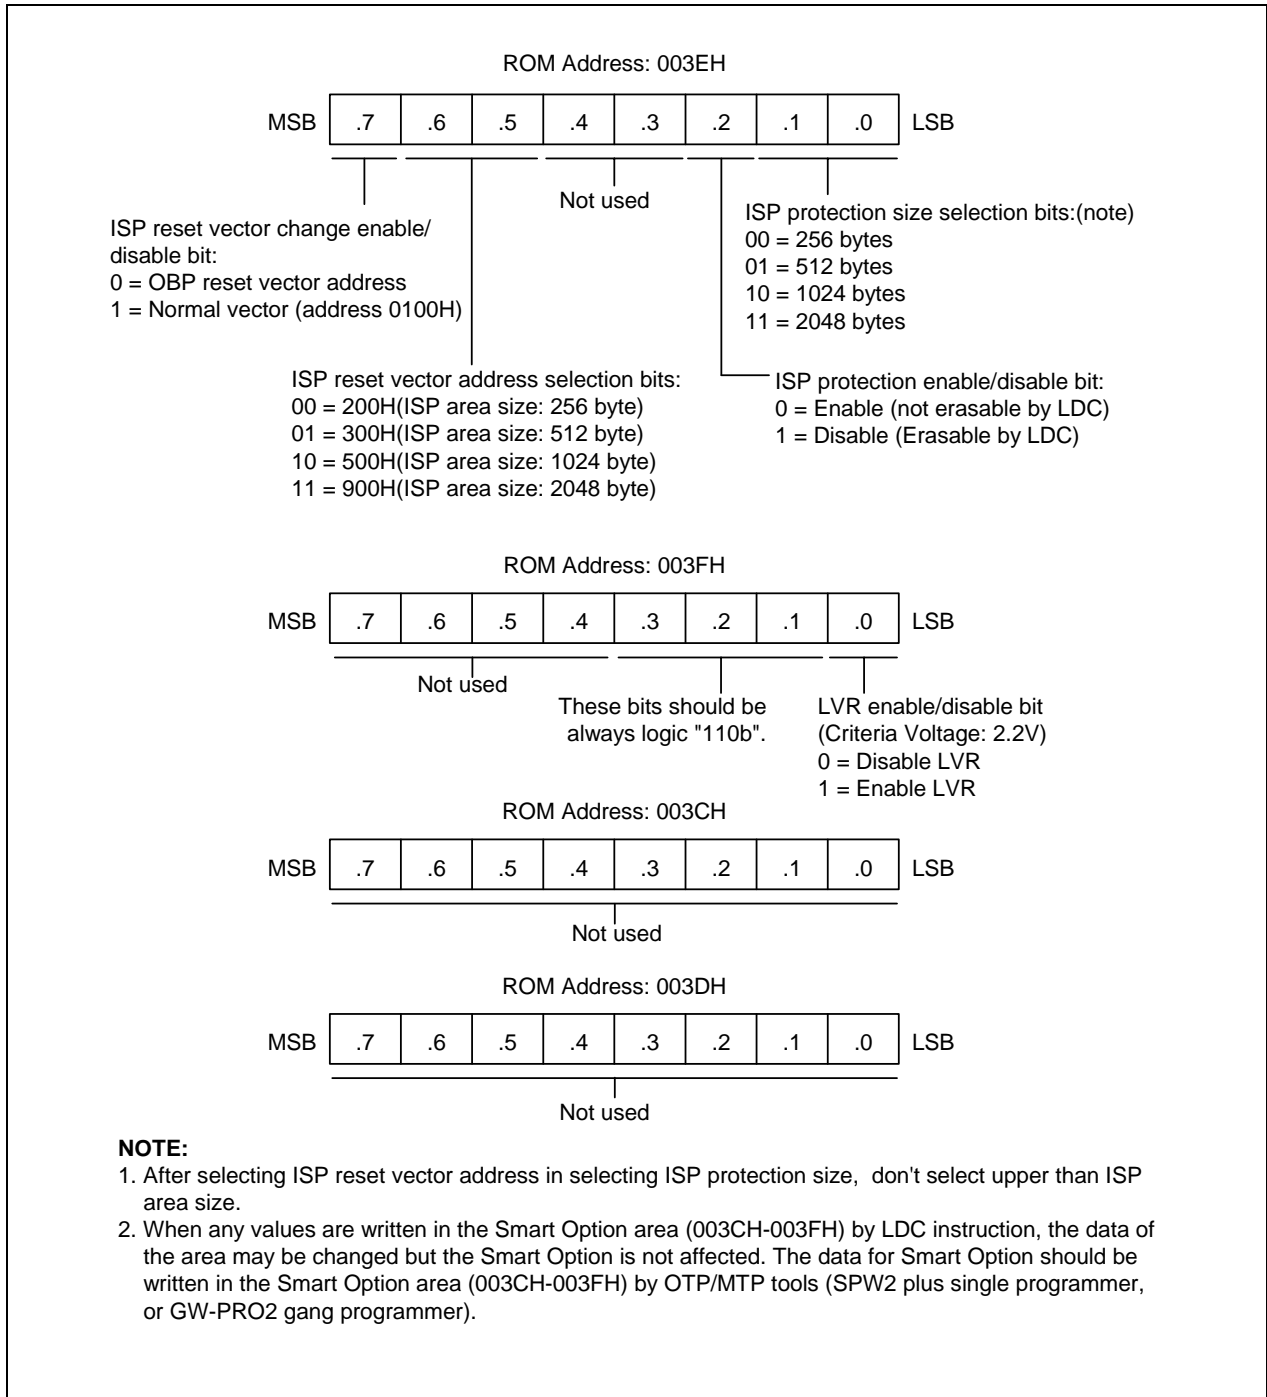 ROM Address: 003EH
MSB .7 .6 .5 .4 .3 .2 .1 .0 LSB
ISP reset vector change enable/
disable bit:
0 = OBP reset vector address
1 = Normal vector (address 0100H)
Not used
ISP protection size selection bits:(note)
00 = 256 bytes
01 = 512 bytes
10 = 1024 bytes
11 = 2048 bytes
ISP reset vector address selection bits:
00 = 200H(ISP area size: 256 byte)
01 = 300H(ISP area size: 512 byte)
10 = 500H(ISP area size: 1024 byte)
11 = 900H(ISP area size: 2048 byte)
ISP protection enable/disable bit:
0 = Enable (not erasable by LDC)
1 = Disable (Erasable by LDC)
ROM Address: 003FH
MSB .7 .6 .5 .4 .3 .2 .1 .0 LSB
Not used
These bits should be
always logic "110b".
LVR enable/disable bit
(Criteria Voltage: 2.2V)
0 = Disable LVR
1 = Enable LVR
ROM Address: 003CH
MSB .7 .6 .5 .4 .3 .2 .1 .0 LSB
Not used
ROM Address: 003DH
MSB .7 .6 .5 .4 .3 .2 .1 .0 LSB
Not used
NOTE:
1. After selecting ISP reset vector address in selecting ISP protection size, don't select upper than ISP
area size.
2. When any values are written in the Smart Option area (003CH-003FH) by LDC instruction, the data of
the area may be changed but the Smart Option is not affected. The data for Smart Option should be
written in the Smart Option area (003CH-003FH) by OTP/MTP tools (SPW2 plus single programmer,
or GW-PRO2 gang programmer).